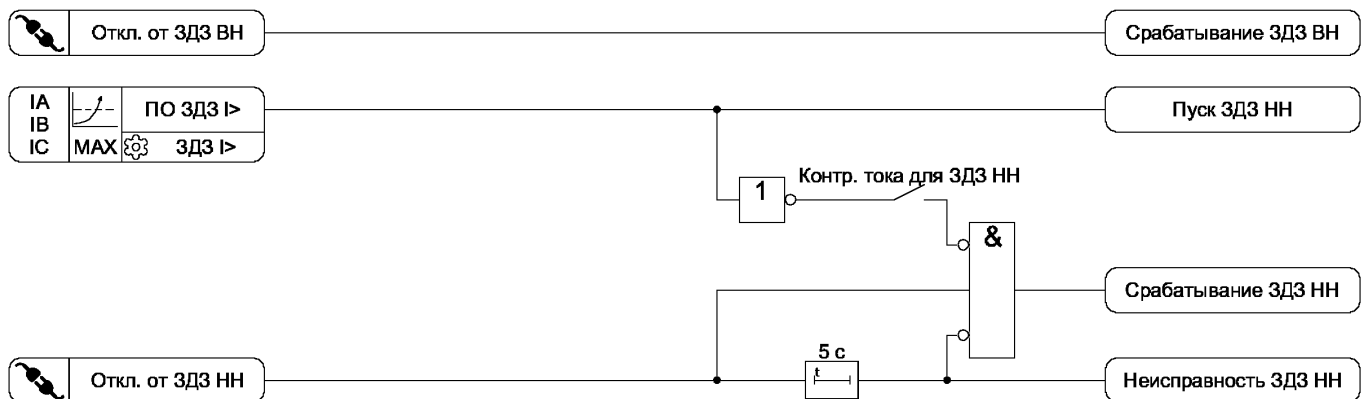 Откл. от ЗДЗ ВН
Срабатывание ЗДЗ ВН
IA
IB
IC
MAX
ПО ЗДЗ I>
ЗДЗ I>
Пуск ЗДЗ НН
Контр. тока для ЗДЗ НН
1
&
Срабатывание ЗДЗ НН
5 с
t
Откл. от ЗДЗ НН
Неисправность ЗДЗ НН